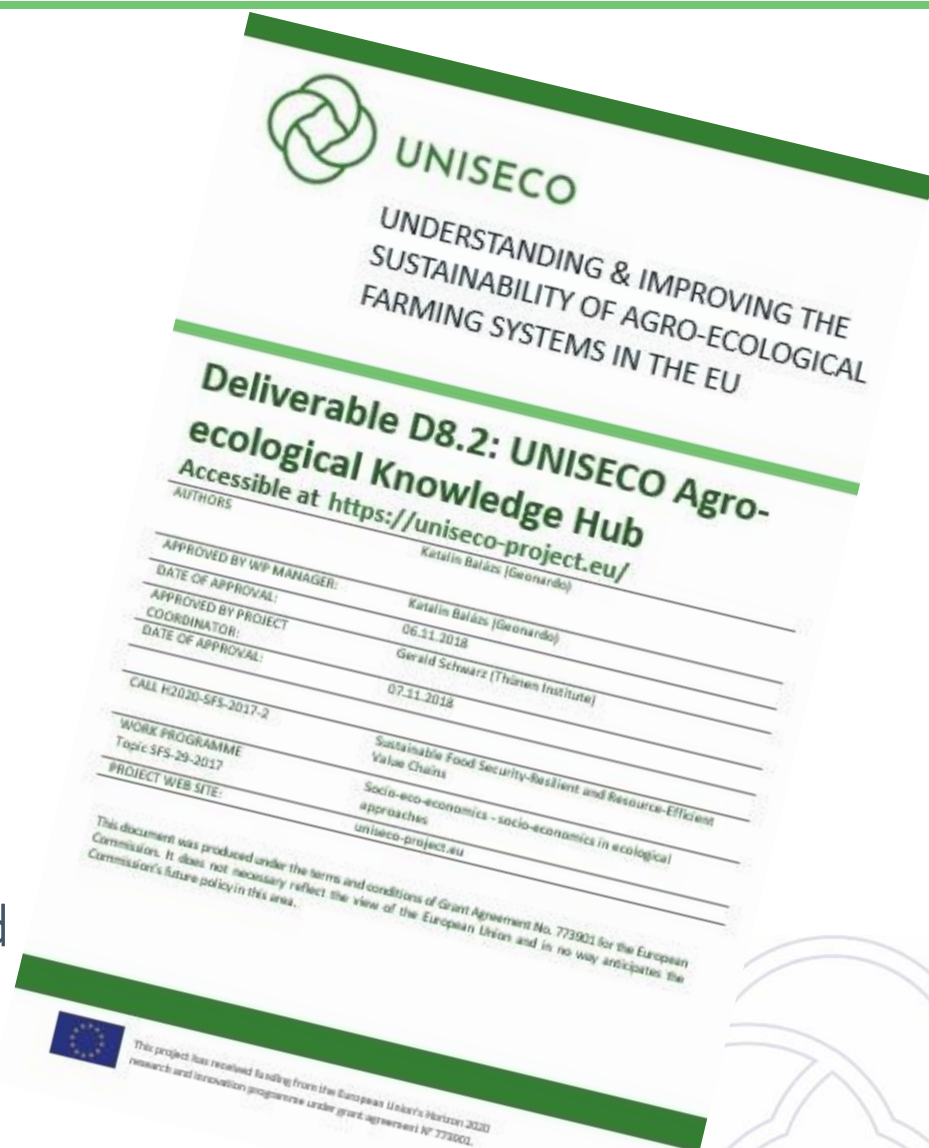 UNISECO
UNDERSTANDING & IMPROVING THE
SUSTAINABILITY OF AGRO-ECOLOGICAL
FARMING SYSTEMS IN THE EU
Deliverable D8.2: UNISECO Agro-
ecological Knowledge Hub
Accessible at https://uniseco-project.eu/
AUTHORS
Katalin Balázs (Geonardo)
APPROVED BY WP MANAGER:
Katalin Balázs (Geonardo)
DATE OF APPROVAL:
06.11.2018
APPROVED BY PROJECT
COORDINATOR:
Gerald Schwarz (Thünen Institute)
DATE OF APPROVAL:
07.11.2018
CALL H2020-SFS-2017-2
Sustainable Food Security-Resilient and Resource-Efficient
Value Chains
WORK PROGRAMME
Topic SFS-29-2017
Socio-eco-economics - socio-economics in ecological
approaches
PROJECT WEB SITE:
uniseco-project.eu
This document was produced under the terms and conditions of Grant Agreement No. 773901 for the European
Commission. It does not necessary reflect the view of the European Union and in no way anticipates the
Commission's future policy in this area.
d
This project has received funding from the European Union's Horizon 2020
research and innovation programme under grant agreement N° 773901.